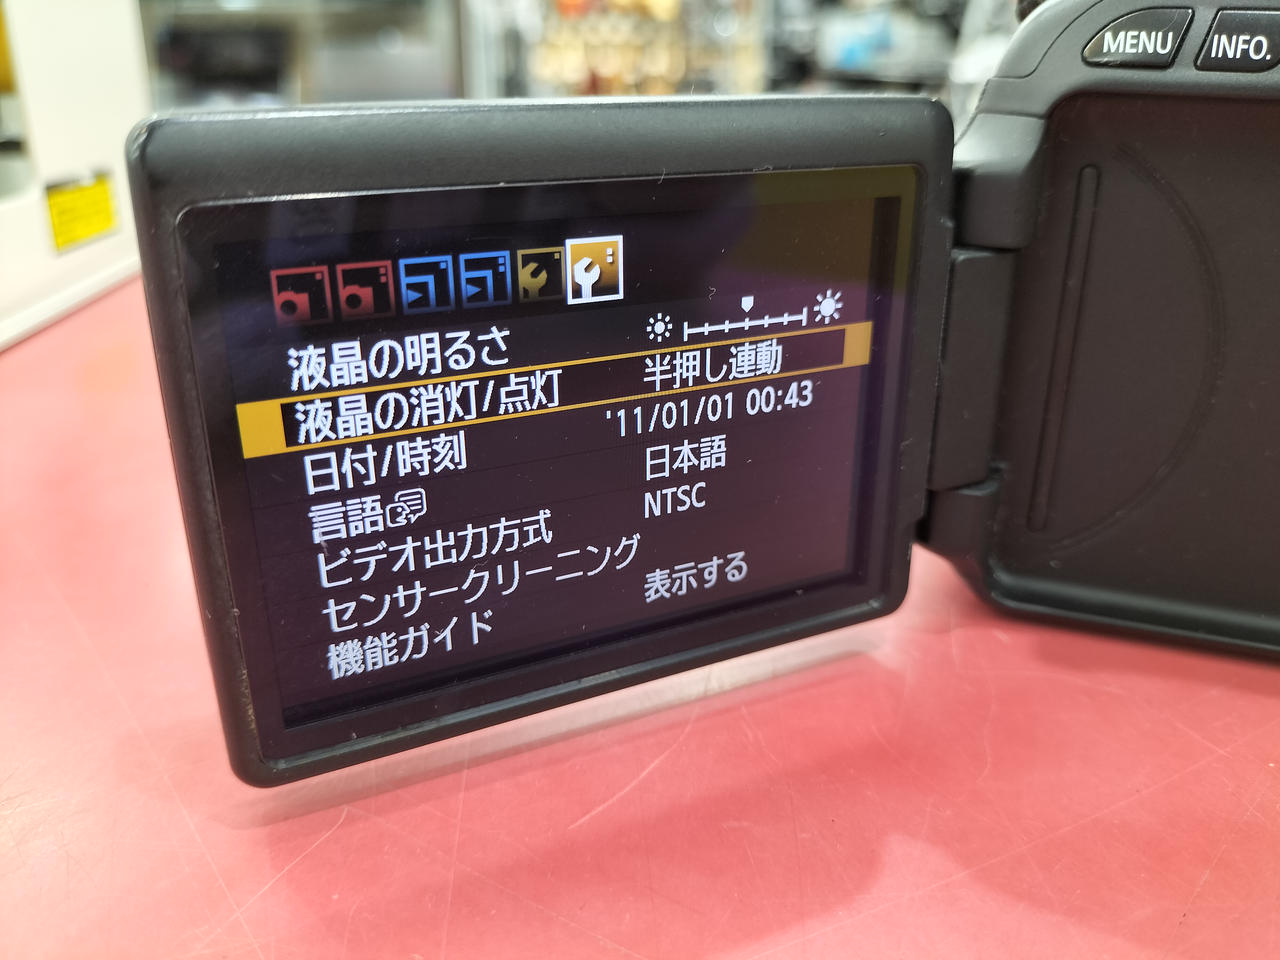 MENU
INFO.
液晶の明るさ
液晶の消灯/点灯 半押し連動
日付/時刻 '11/01/01 00:43
言語 日本語
ビデオ出力方式 NTSC
センサークリーニング
機能ガイド 表示する